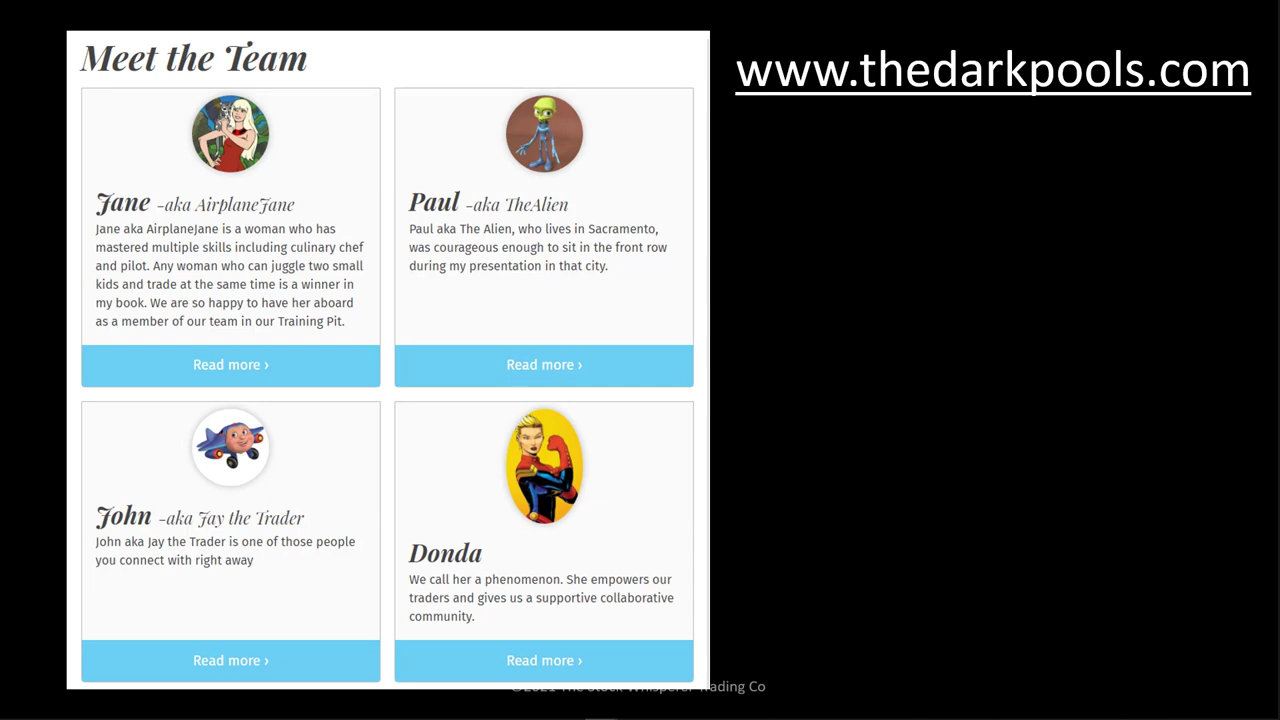 Meet the Team
www.thedarkpools.com
Jane -aka AirplaneJane
Jane aka AirplaneJane is a woman who has
mastered multiple skills including culinary chef
and pilot. Any woman who can juggle two small
kids and trade at the same time is a winner in
my book. We are so happy to have her aboard
as a member of our team in our Training Pit.
Read more ›
Paul -aka TheAlien
Paul aka The Alien, who lives in Sacramento,
was courageous enough to sit in the front row
during my presentation in that city.
Read more ›
John -aka Jay the Trader
John aka Jay the Trader is one of those people
you connect with right away
Read more ›
Donda
We call her a phenomenon. She empowers our
traders and gives us a supportive collaborative
community.
Read more ›
©2021 The Stock Whisperer Trading Co